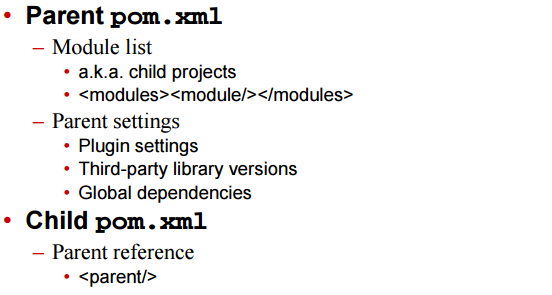 • Parent pom.xml
– Module list
• a.k.a. child projects
• <modules><module/></modules>
– Parent settings
• Plugin settings
• Third-party library versions
• Global dependencies
• Child pom.xml
– Parent reference
• <parent/>